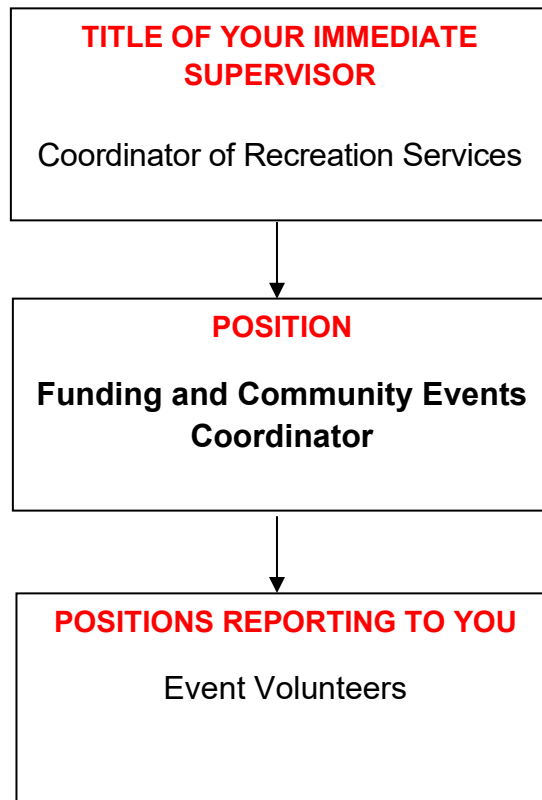 TITLE OF YOUR IMMEDIATE
SUPERVISOR
Coordinator of Recreation Services
POSITION
Funding and Community Events
Coordinator
POSITIONS REPORTING TO YOU
Event Volunteers